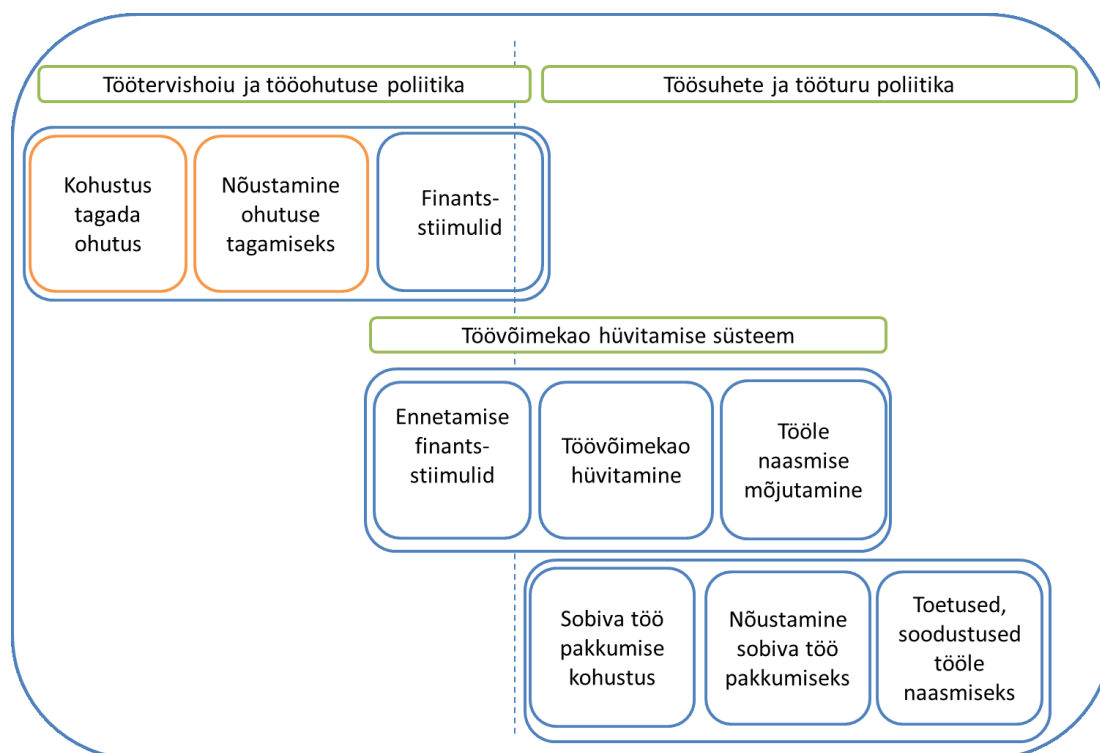 Töötervishoiu ja tööohutuse poliitika
Töösuhete ja tööturu poliitika
Kohustus
tagada
ohutus
Nõustamine
ohutuse
tagamiseks
Finants-
stiimulid
Töövõimekao hüvitamise süsteem
Ennetamise
finants-
stiimulid
Töövõimekao
hüvitamine
Tööle
naasmise
mõjutamine
Sobiva töö
pakkumise
kohustus
Nõustamine
sobiva töö
pakkumiseks
Toetused,
soodustused
tööle
naasmiseks